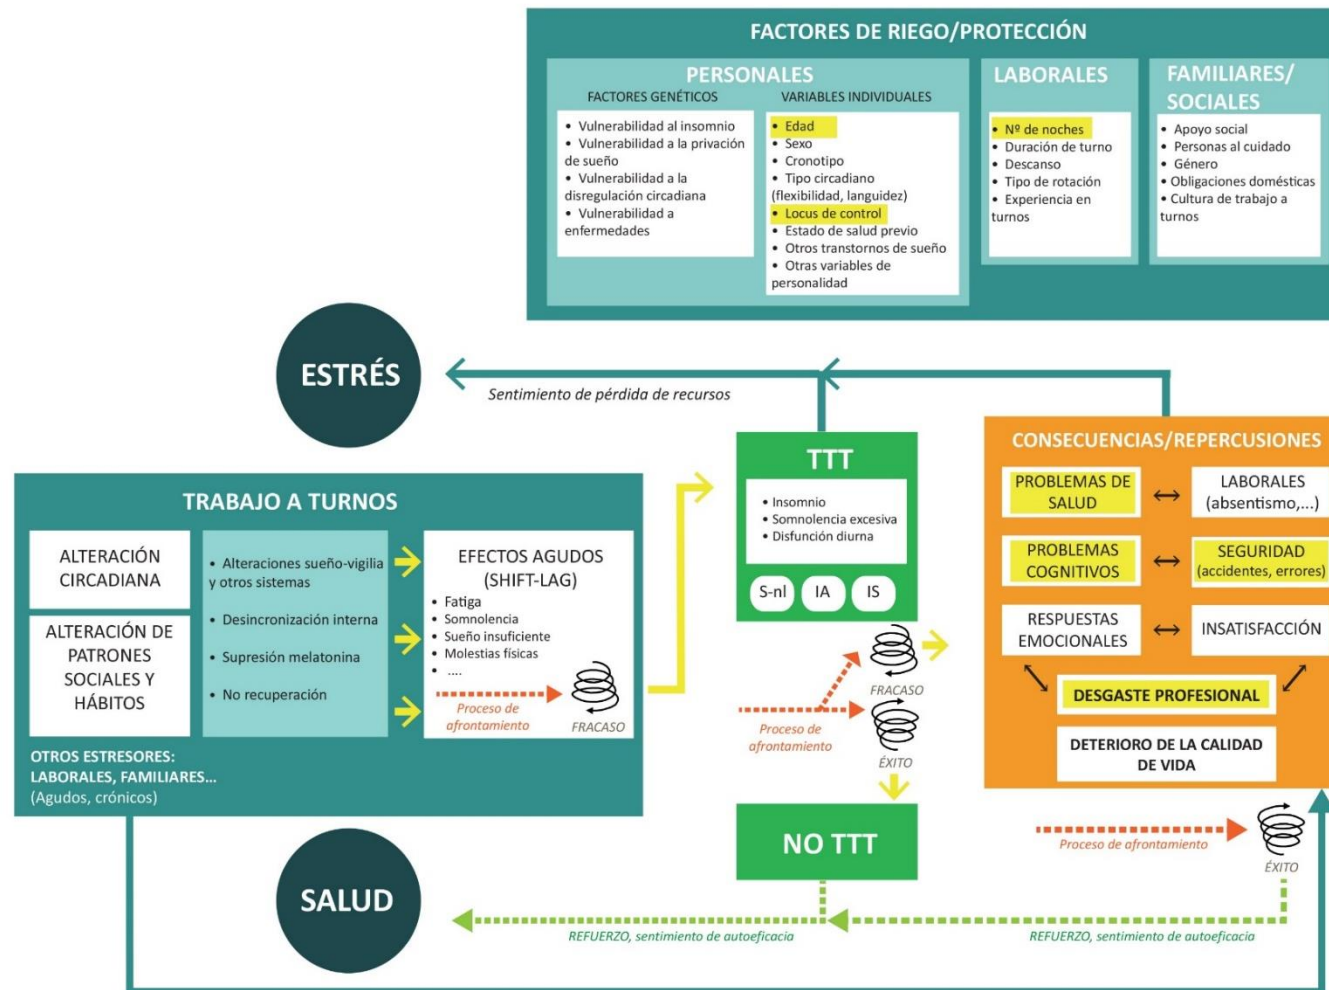 FACTORES DE RIEGO/PROTECCIÓN
PERSONALES
FACTORES GENÉTICOS
• Vulnerabilidad al insomnio
• Vulnerabilidad a la privación
de sueño
• Vulnerabilidad a la
disregulación circadiana
• Vulnerabilidad a
enfermedades
VARIABLES INDIVIDUALES
• Edad
• Sexo
• Cronotipo
• Tipo circadiano
(flexibilidad, languidez)
• Locus de control
• Estado de salud previo
• Otros transtornos de sueño
• Otras variables de
personalidad
LABORALES
• Nº de noches
• Duración de turno
• Descanso
• Tipo de rotación
• Experiencia en
turnos
FAMILIARES/
SOCIALES
• Apoyo social
• Personas al cuidado
• Género
• Obligaciones domésticas
• Cultura de trabajo a
turnos
ESTRÉS
Sentimiento de pérdida de recursos
TRABAJO A TURNOS
ALTERACIÓN
CIRCADIANA
ALTERACIÓN DE
PATRONES
SOCIALES Y
HÁBITOS
• Alteraciones sueño-vigilia
y otros sistemas
• Desincronización interna
• Supresión melatonina
• No recuperación
EFECTOS AGUDOS
(SHIFT-LAG)
• Fatiga
• Somnolencia
• Sueño insuficiente
• Molestias físicas
• ....
Proceso de
afrontamiento
FRACASO
OTROS ESTRESORES:
LABORALES, FAMILIARES...
(Agudos, crónicos)
TTT
• Insomnio
• Somnolencia excesiva
• Disfunción diurna
S-nl
IA
IS
FRACASO
Proceso de
afrontamiento
ÉXITO
NO TTT
CONSECUENCIAS/REPERCUSIONES
PROBLEMAS DE
SALUD
LABORALES
(absentismo,...)
PROBLEMAS
COGNITIVOS
SEGURIDAD
(accidentes, errores)
RESPUESTAS
EMOCIONALES
INSATISFACCIÓN
DESGASTE PROFESIONAL
DETERIORO DE LA CALIDAD
DE VIDA
Proceso de afrontamiento
ÉXITO
SALUD
REFUERZO, sentimiento de autoeficacia
REFUERZO, sentimiento de autoeficacia